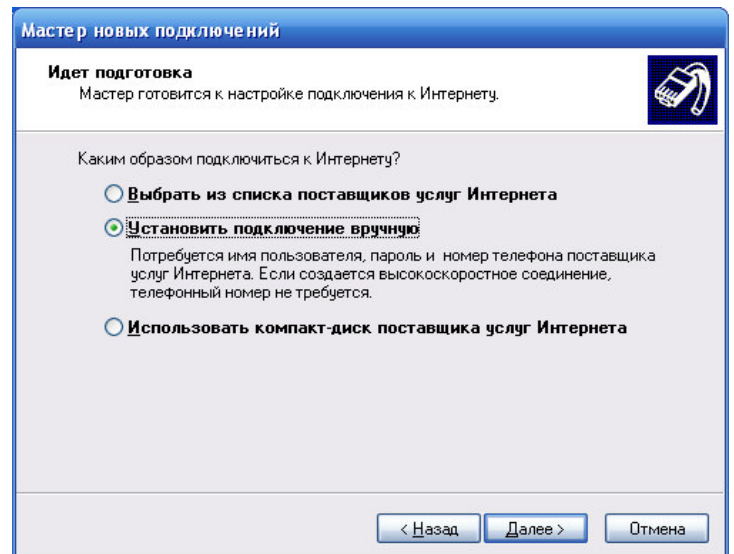 Мастер новых подключений
Идет подготовка
Мастер готовится к настройке подключения к Интернету.
Каким образом подключиться к Интернету?
Выбрать из списка поставщиков услуг Интернета
Установить подключение вручную
Потребуется имя пользователя, пароль и номер телефона поставщика
услуг Интернета. Если создается высокоскоростное соединение,
телефонный номер не требуется.
Использовать компакт-диск поставщика услуг Интернета
< Назад
Далее >
Отмена